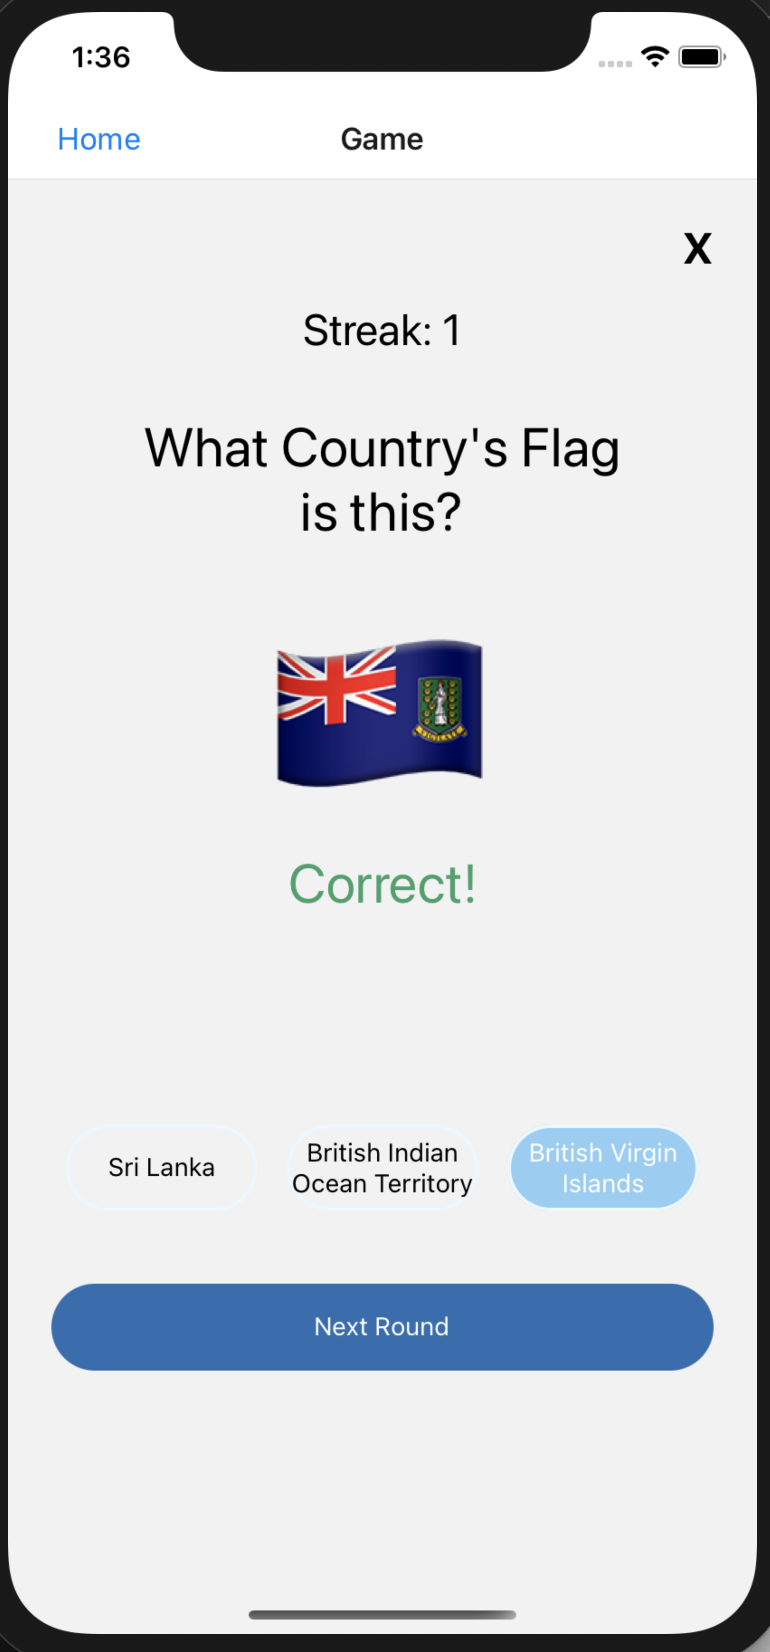 1:36
Home
Game
X
Streak: 1
What Country's Flag
is this?
VIGILATE
Correct!
Sri Lanka
British Indian
Ocean Territory
British Virgin
Islands
Next Round